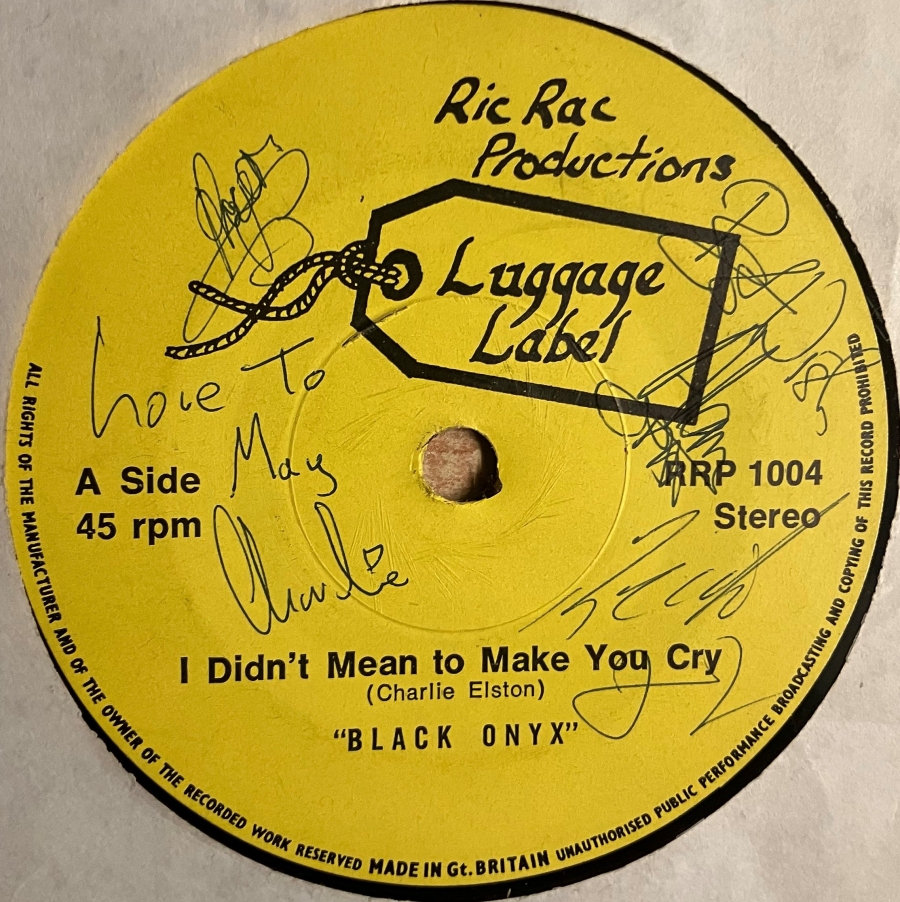 Ric Rac
Productions
Luggage
Label
Love To
May
Charlie
A Side
45 rpm
RRP 1004
Stereo
I Didn't Mean to Make You Cry
(Charlie Elston)
"BLACK ONYX"
ALL RIGHTS OF THE MANUFACTURER AND OF THE OWNER OF THE RECORDED WORK RESERVED MADE IN Gt. BRITAIN UNAUTHORISED PUBLIC PERFORMANCE BROADCASTING AND COPYING OF THIS RECORD PROHIBITED